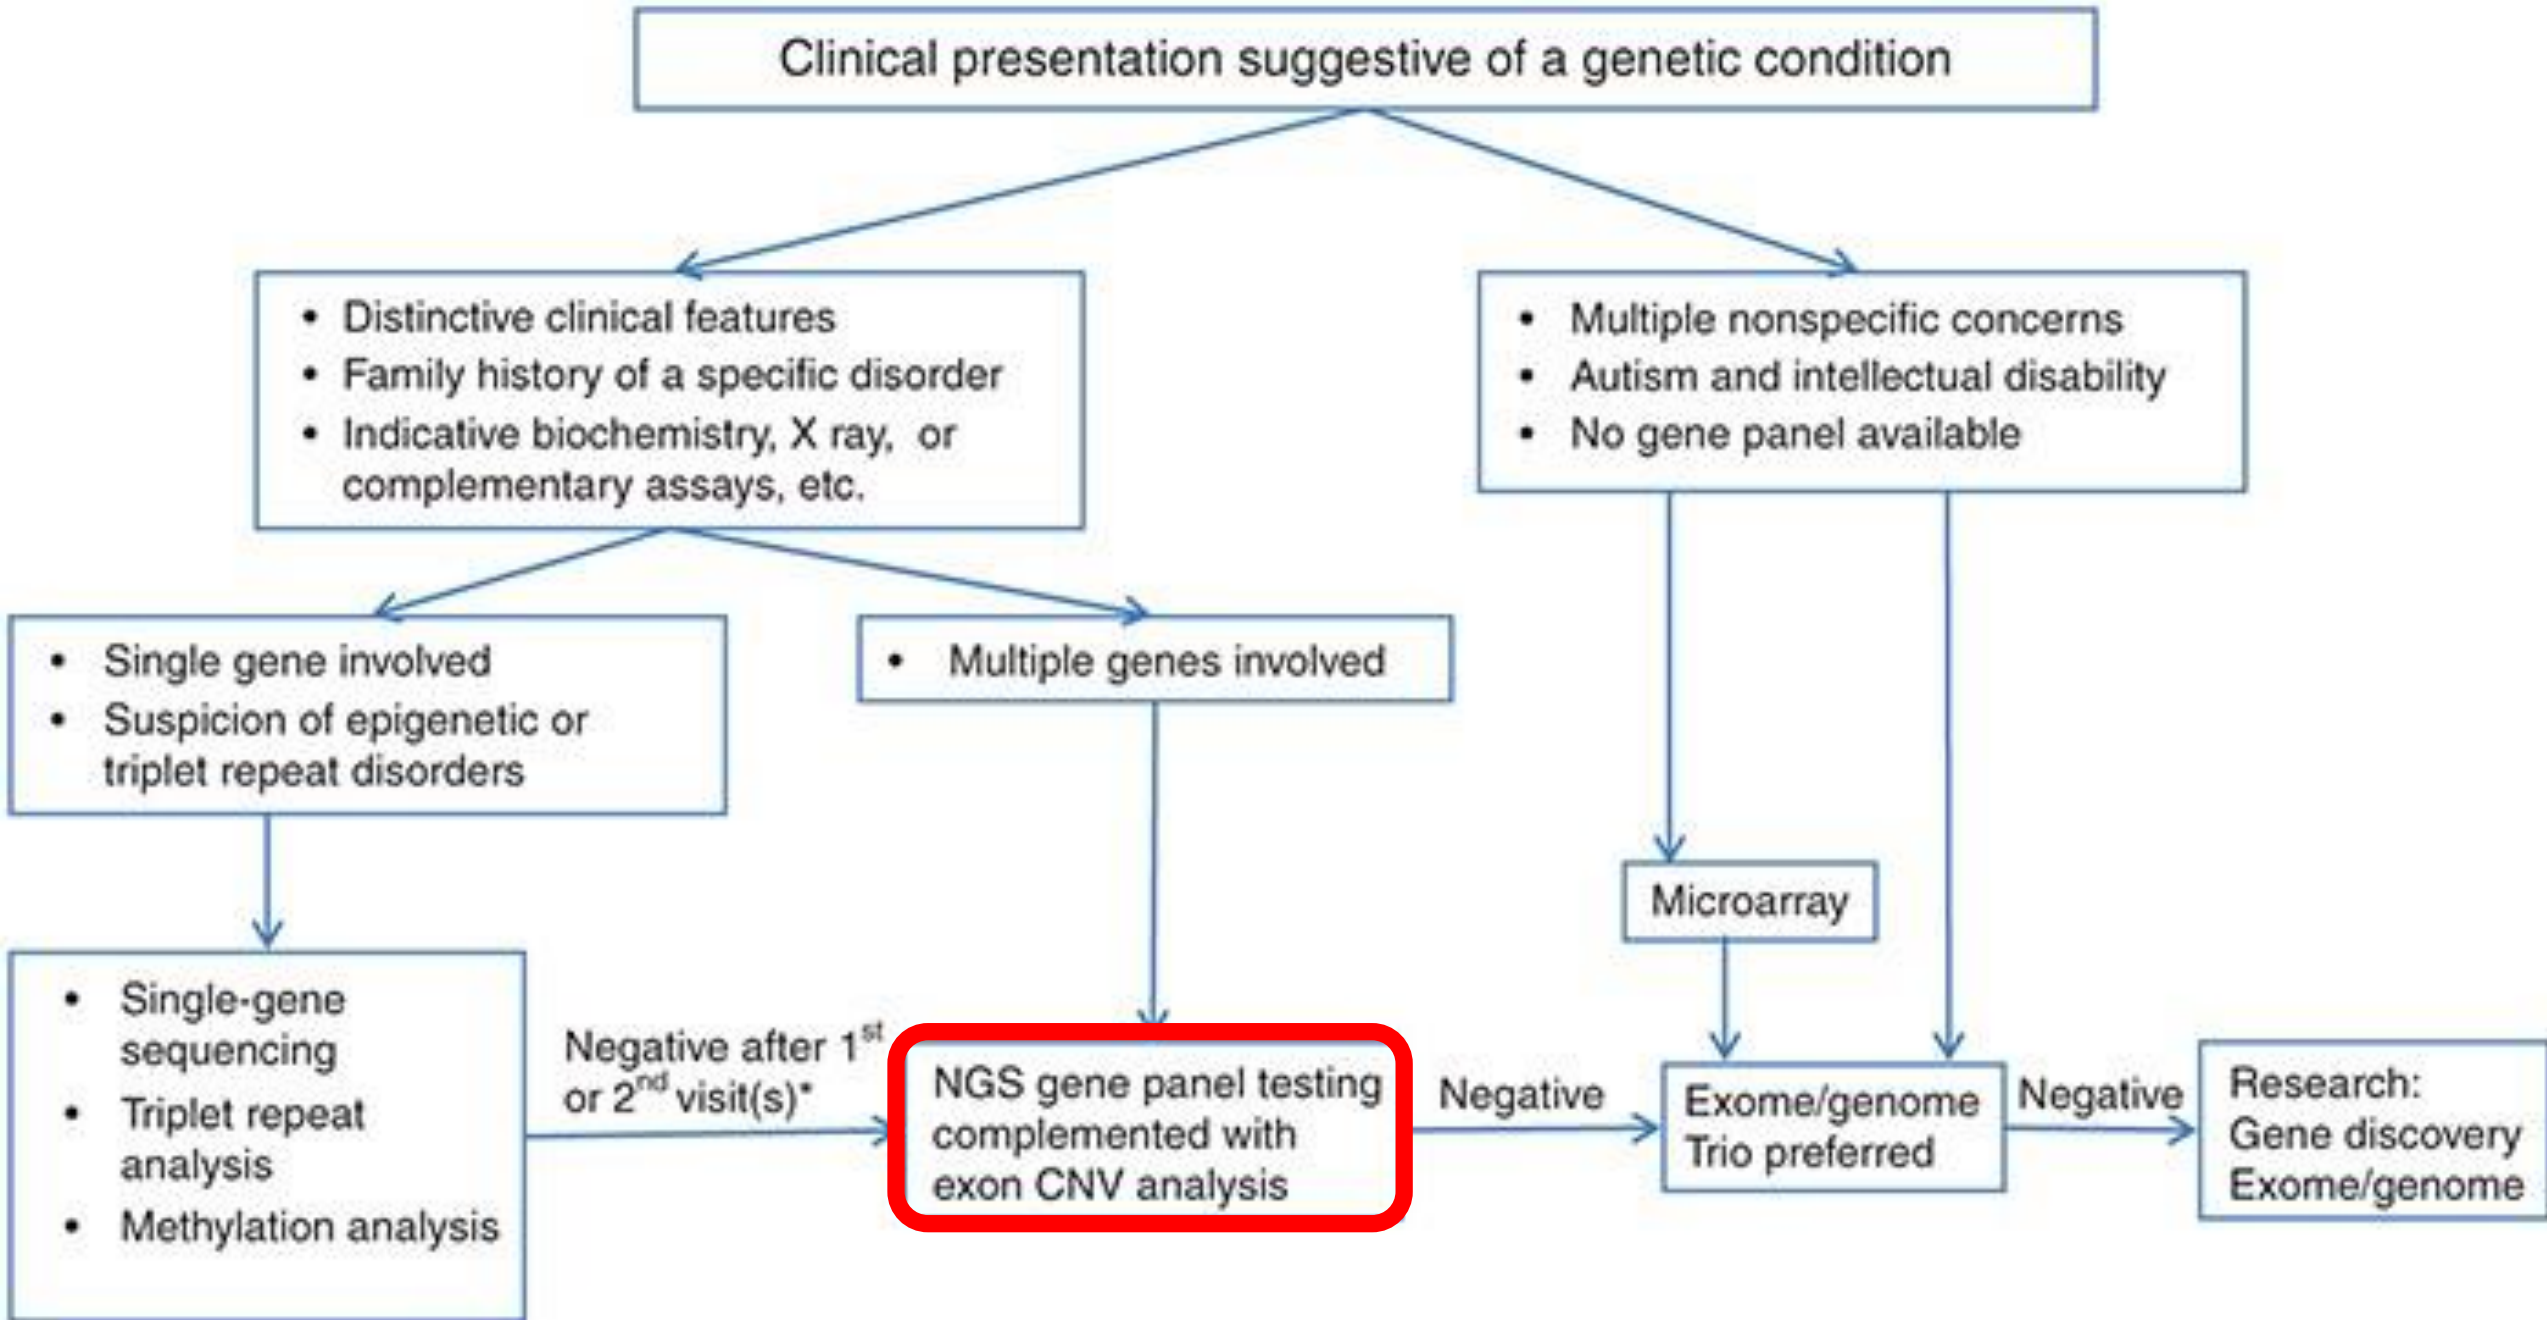 Clinical presentation suggestive of a genetic condition
• Distinctive clinical features
• Family history of a specific disorder
• Indicative biochemistry, X ray, or
complementary assays, etc.
• Multiple nonspecific concerns
• Autism and intellectual disability
• No gene panel available
• Single gene involved
• Suspicion of epigenetic or
triplet repeat disorders
• Multiple genes involved
Microarray
• Single-gene
sequencing
• Triplet repeat
analysis
• Methylation analysis
Negative after 1st
or 2nd visit(s)*
NGS gene panel testing
complemented with
exon CNV analysis
Negative
Exome/genome
Trio preferred
Negative
Research:
Gene discovery
Exome/genome